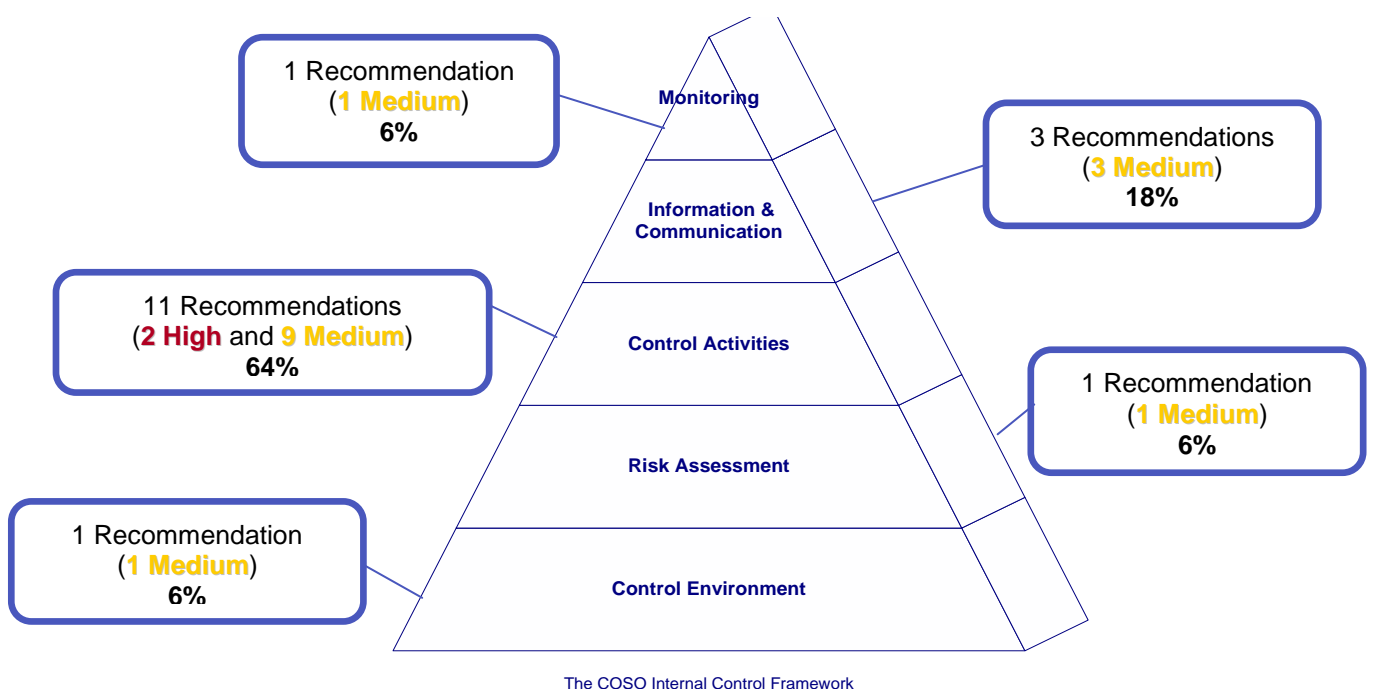 1 Recommendation
(1 Medium)
6%
Monitoring
3 Recommendations
(3 Medium)
18%
Information &
Communication
11 Recommendations
(2 High and 9 Medium)
64%
Control Activities
1 Recommendation
(1 Medium)
6%
Risk Assessment
1 Recommendation
(1 Medium)
6%
Control Environment
The COSO Internal Control Framework